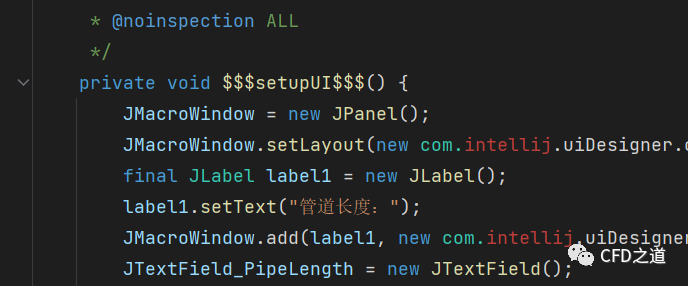 * @noinspection ALL
*/
private void $$$setupUI$$$() {
JMacroWindow = new JPanel();
JMacroWindow.setLayout(new com.intellij.uiDesigner.
final JLabel label1 = new JLabel();
label1.setText("管道长度：");
JMacroWindow.add(label1, new com.intellij.uiDesigner
JTextField_PipeLength = new JTextField();
CFD之道